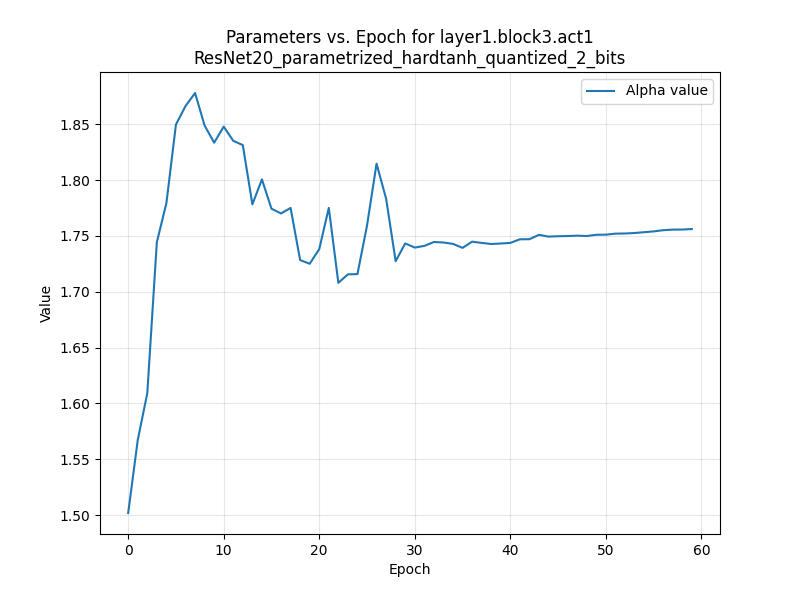 Parameters vs. Epoch for layer1.block3.act1
ResNet20_parametrized_hardtanh_quantized_2_bits
Alpha value
1.85
1.80
1.75
1.70
1.65
1.60
1.55
1.50
Value
0 10 20 30 40 50 60
Epoch